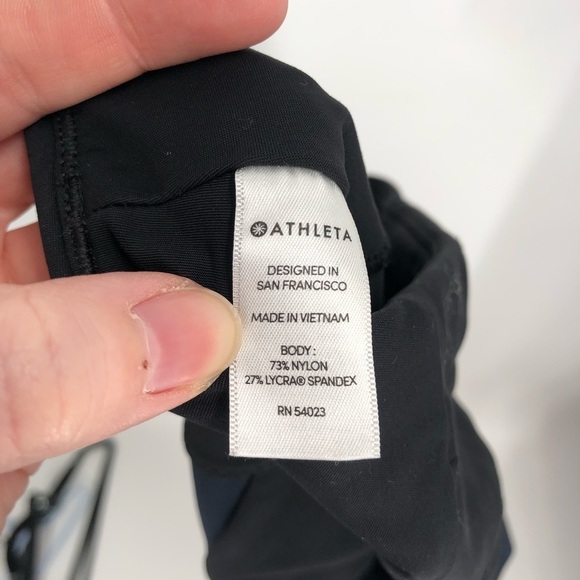 ATHLETA
DESIGNED IN
SAN FRANCISCO
MADE IN VIETNAM
BODY:
73% NYLON
27% LYCRA® SPANDEX
RN 54023